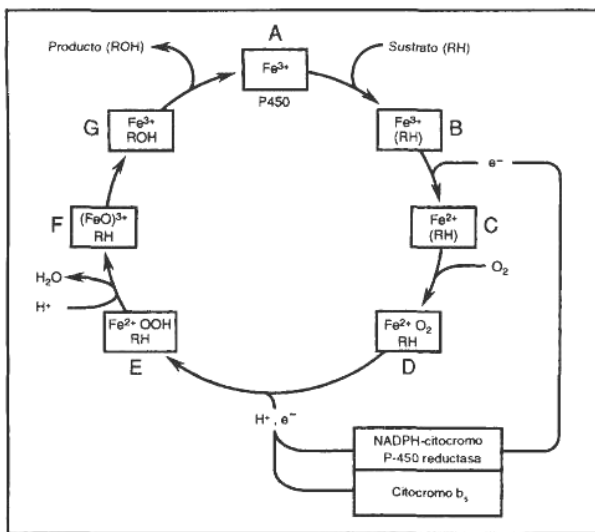 A
Fe³⁺
P450
Producto (ROH)
Sustrato (RH)
G
Fe³⁺
ROH
Fe³⁺
(RH)
B
e⁻
F
(FeO)³⁺
RH
Fe²⁺
(RH)
C
H₂O
H⁺
O₂
Fe²⁺ OOH
RH
E
Fe²⁺ O₂
RH
D
H⁺, e⁻
NADPH-citocromo
P-450 reductasa
Citocromo b₅